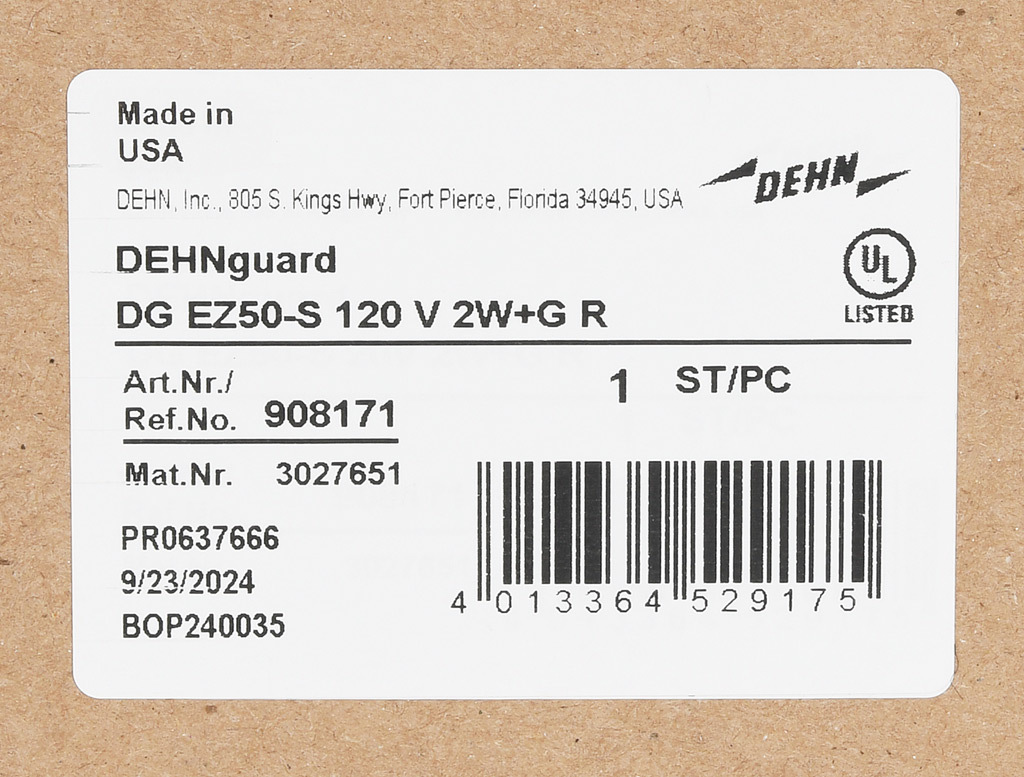 Made in
USA
DEHN, Inc., 805 S. Kings Hwy, Fort Pierce, Florida 34945, USA
DEHN
DEHNguard
UL
LISTED
DG EZ50-S 120 V 2W+G R
Art.Nr./
Ref.No. 908171
1 ST/PC
Mat.Nr. 3027651
PR0637666
9/23/2024
BOP240035
4 013364 529175